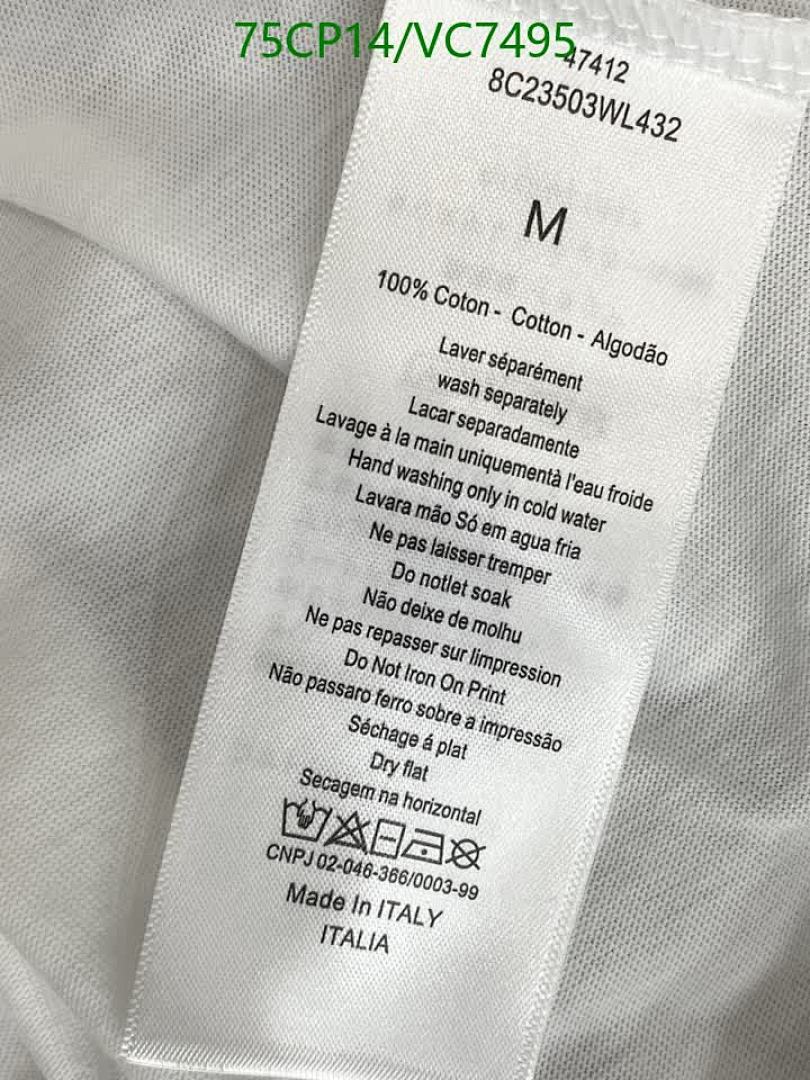 75CP14/VC7495
47412
8C23503WL432
M
100% Coton - Cotton - Algodão
Laver séparément
wash separately
Lacar separadamente
Lavage à la main uniquementà l'eau froide
Hand washing only in cold water
Lavara mão Só em agua fria
Ne pas laisser tremper
Do notlet soak
Não deixe de molhu
Ne pas repasser sur limpression
Do Not Iron On Print
Não passaro ferro sobre a impressão
Séchage á plat
Dry flat
Secagem na horizontal
CNPJ 02-046-366/0003-99
Made In ITALY
ITALIA